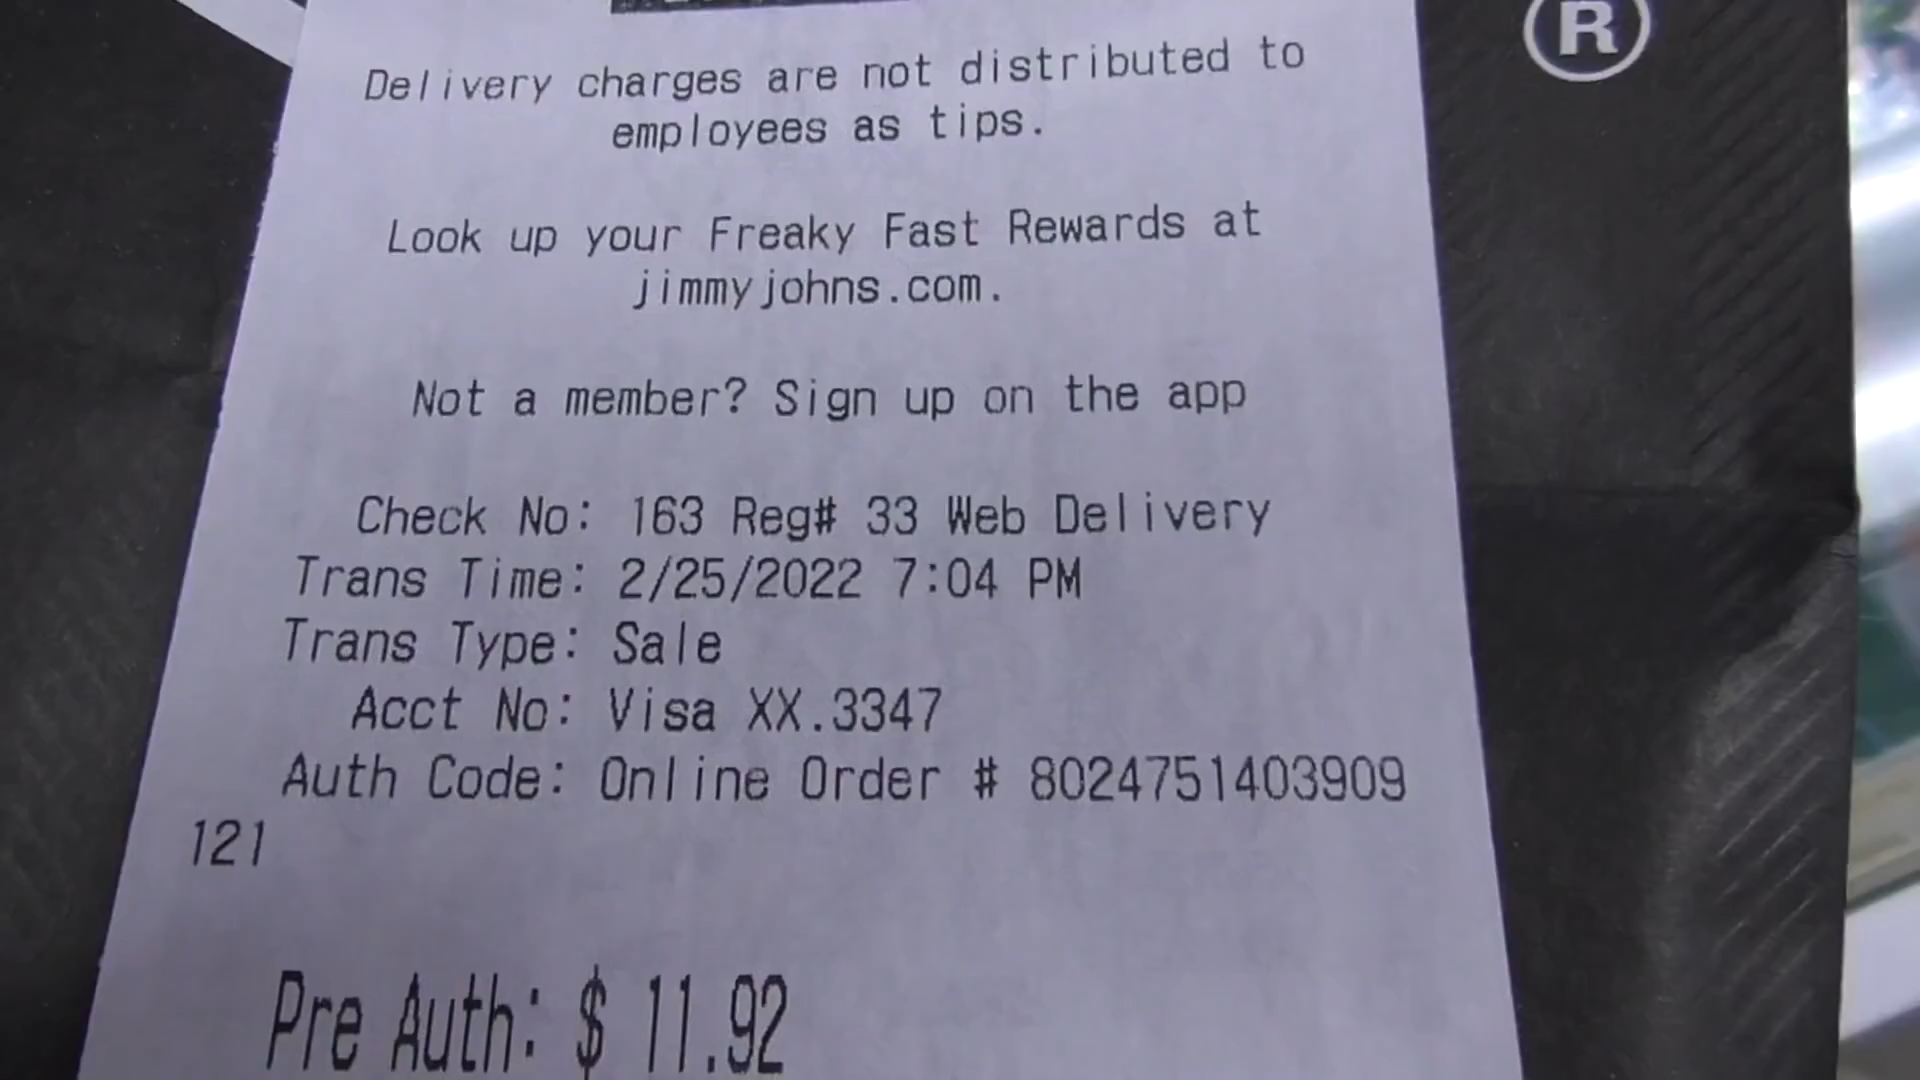 ®
Delivery charges are not distributed to
employees as tips.
Look up your Freaky Fast Rewards at
jimmyjohns.com.
Not a member? Sign up on the app
Check No: 163 Reg# 33 Web Delivery
Trans Time: 2/25/2022 7:04 PM
Trans Type: Sale
Acct No: Visa XX.3347
Auth Code: Online Order # 8024751403909
121
Pre Auth: $ 11.92